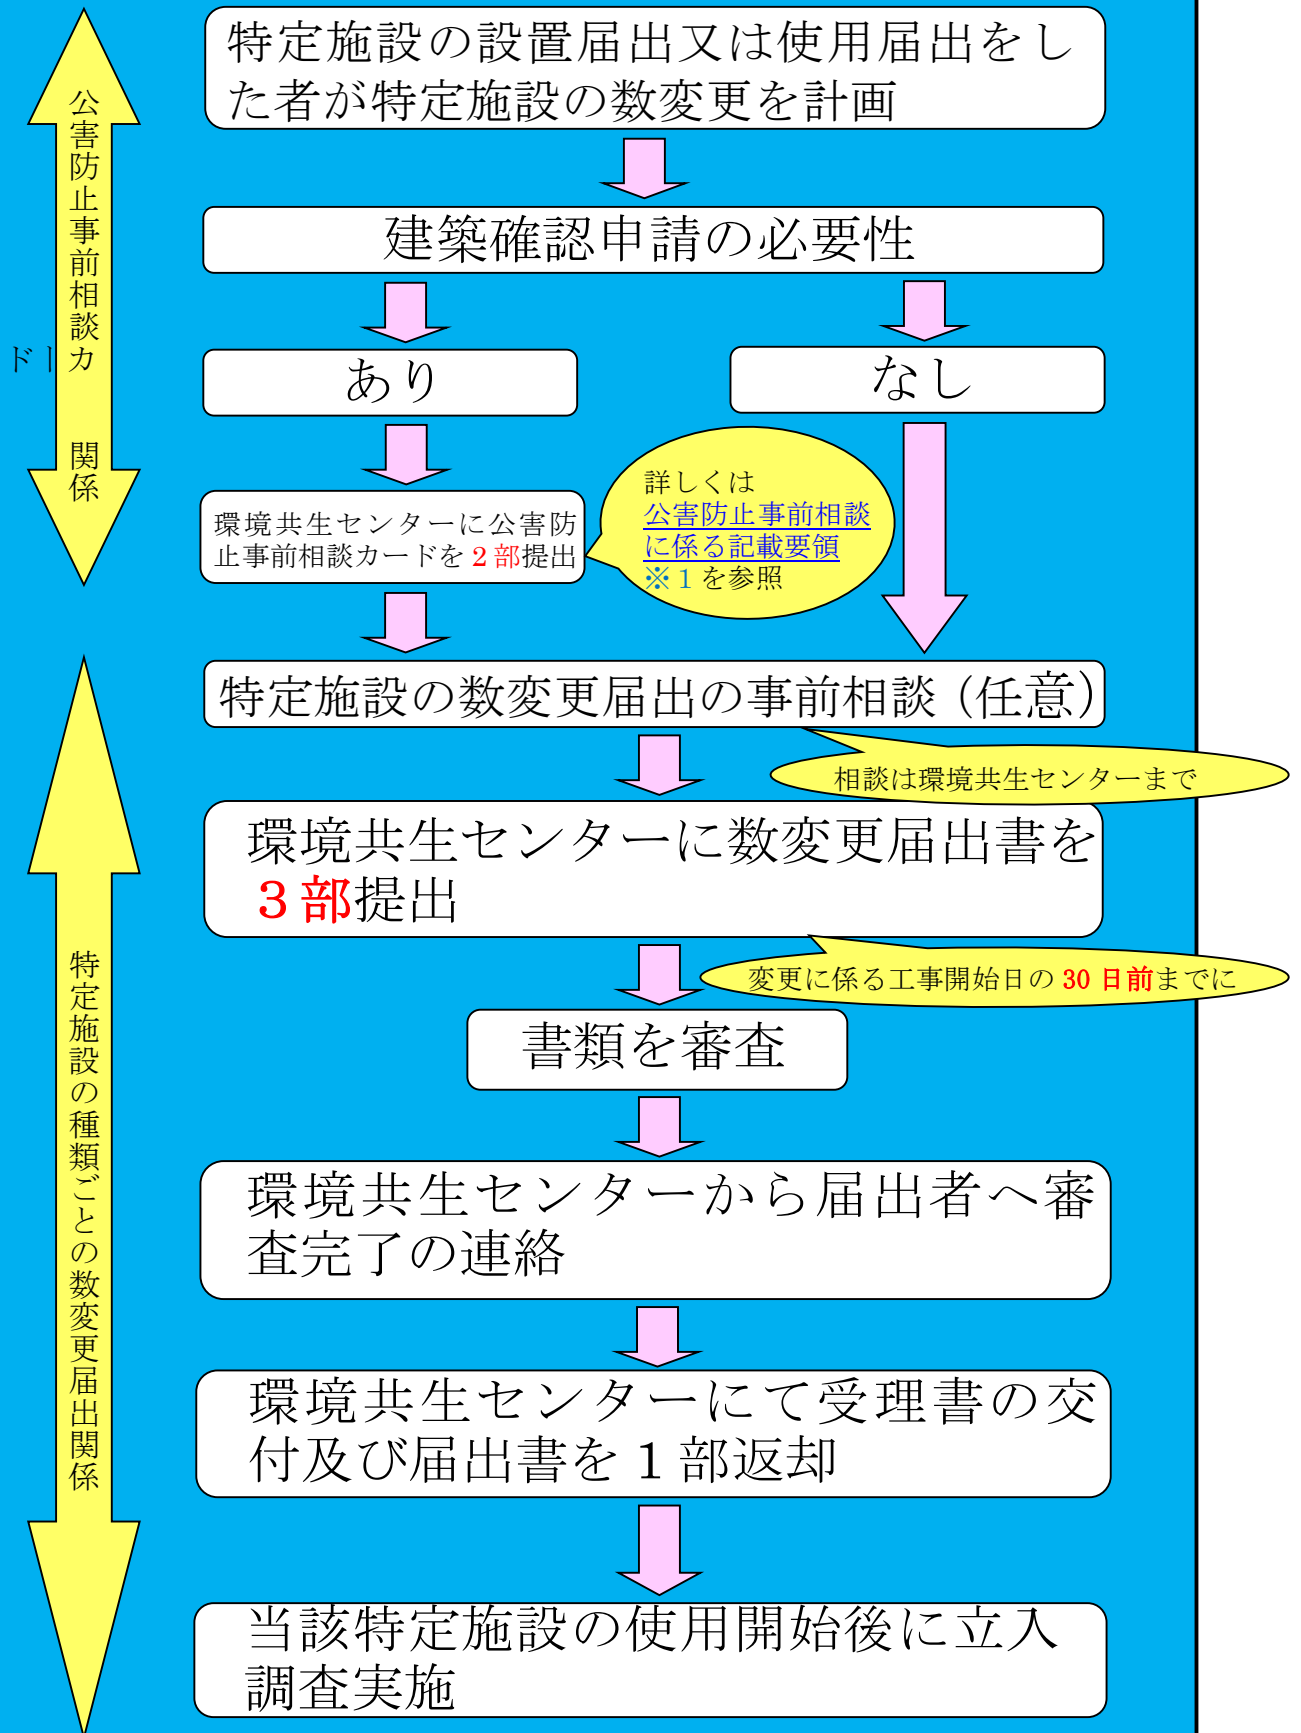 特定施設の設置届出又は使用届出をし
た者が特定施設の数変更を計画
公害防止事前相談カード 関係
建築確認申請の必要性
あり
なし
環境共生センターに公害防
止事前相談カードを２部提出
詳しくは
公害防止事前相談
に係る記載要領
※１を参照
特定施設の数変更届出の事前相談（任意）
相談は環境共生センターまで
環境共生センターに数変更届出書を
３部提出
変更に係る工事開始日の 30 日前までに
特定施設の種類ごとの数変更届出関係
書類を審査
環境共生センターから届出者へ審
査完了の連絡
環境共生センターにて受理書の交
付及び届出書を１部返却
当該特定施設の使用開始後に立入
調査実施